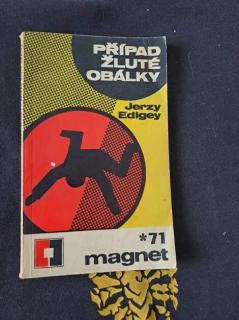 PŘÍPAD
ŽLUTÉ
OBÁLKY
Jerzy
Edigey
*71
magnet